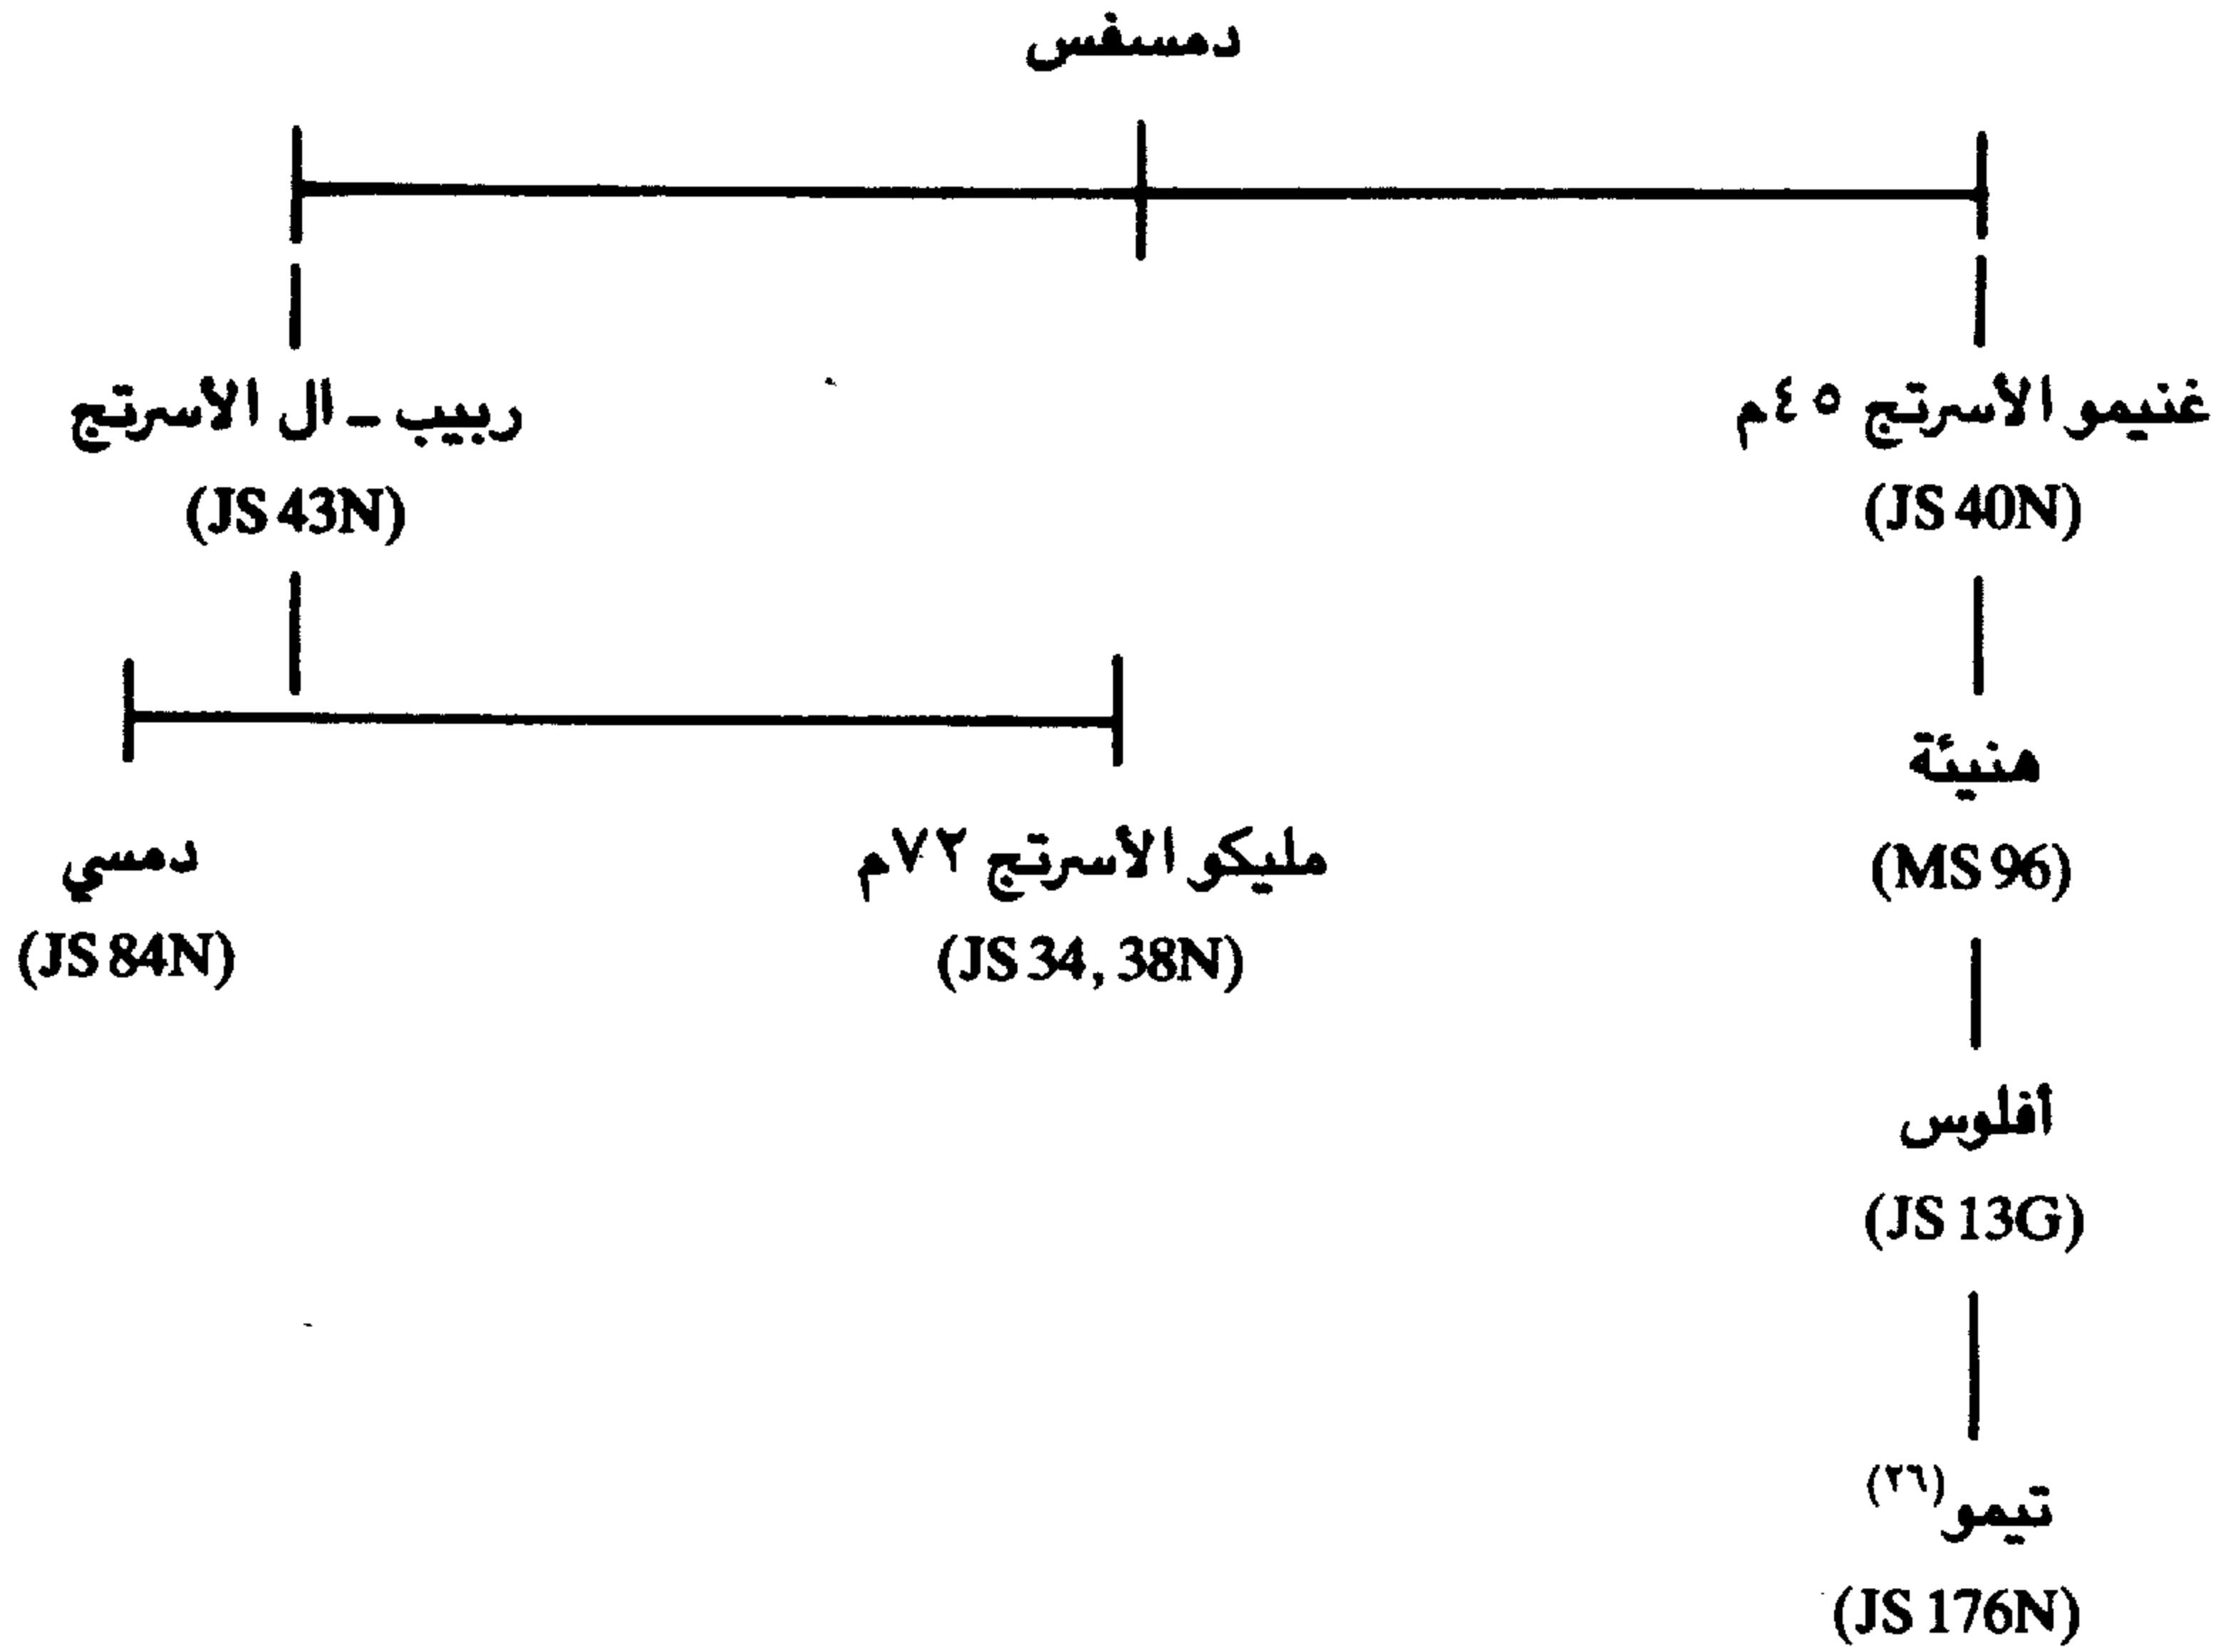 دمسفس
غنيمو الأسرتج ٤٥م
(JS 40N)
ربيب - ال الأسرتج
(JS 43N)
هنيئة
(MS 96)
مليكو الأسرتج ٧٢م
(JS 34, 38N)
دمسي
(JS 84N)
أفلوس
(JS 13G)
تيمو(٢٦)
(JS 176N)